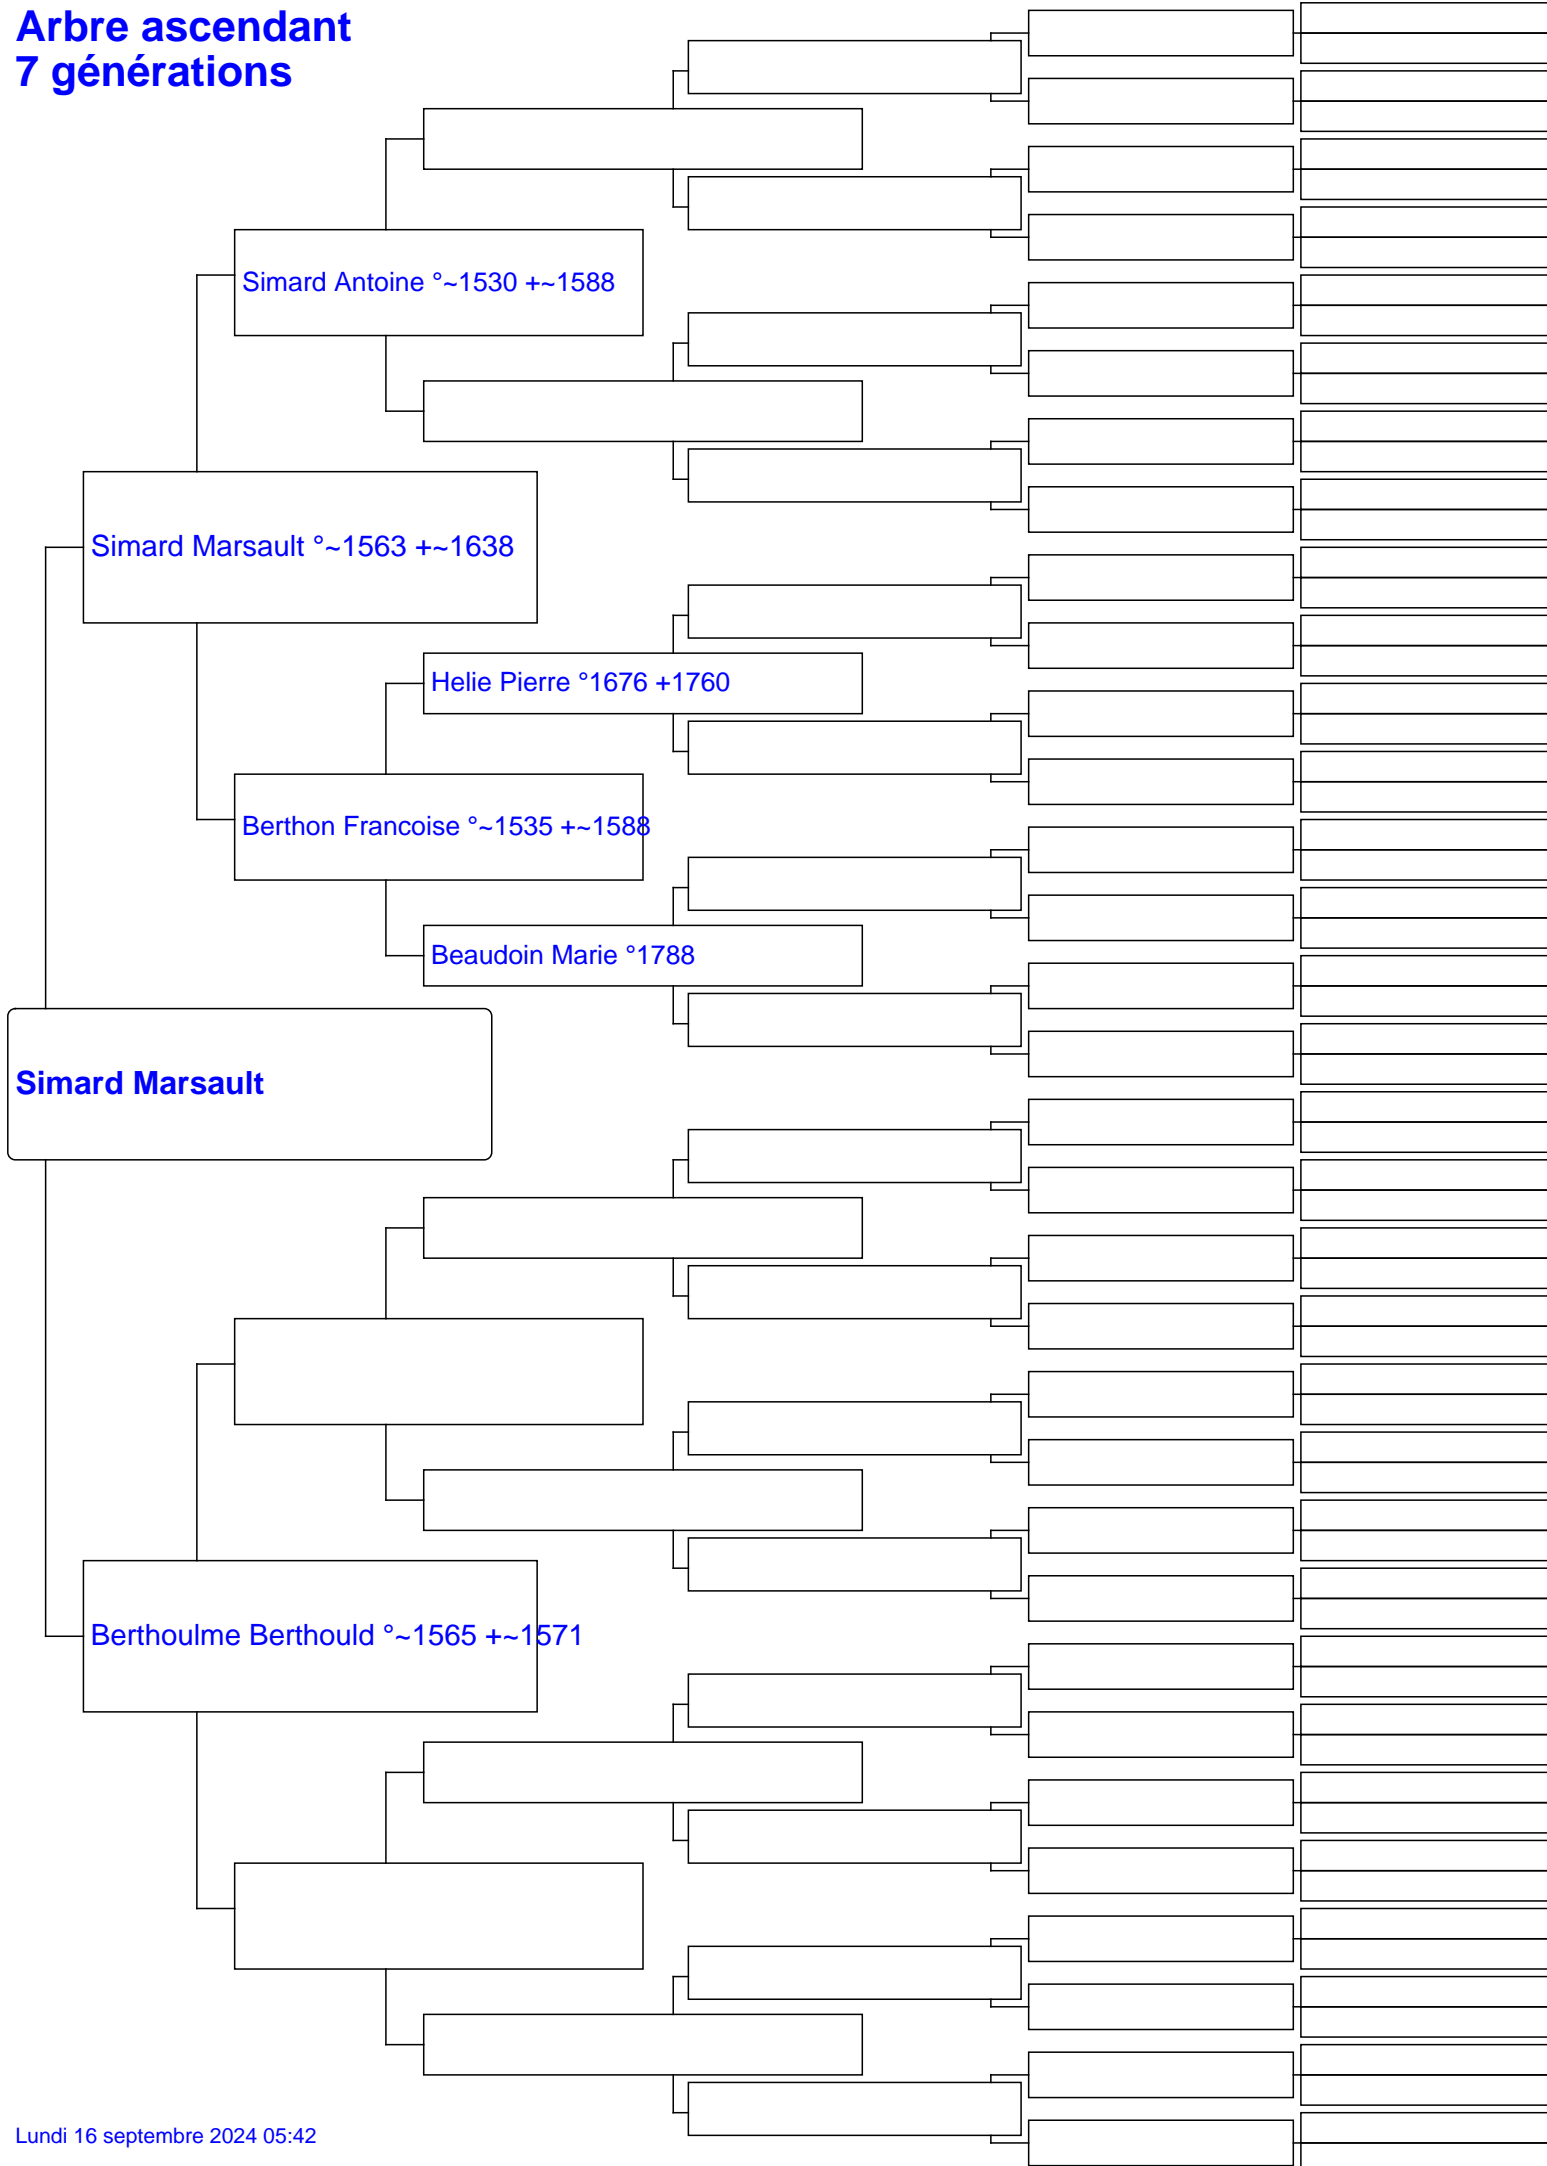 Arbre ascendant
7 générations
Simard Antoine °~1530 +~1588
Simard Marsault °~1563 +~1638
Helie Pierre °1676 +1760
Berthon Francoise °~1535 +~1588
Beaudoin Marie °1788
Simard Marsault
Berthoulme Berthould °~1565 +~1571
Lundi 16 septembre 2024 05:42